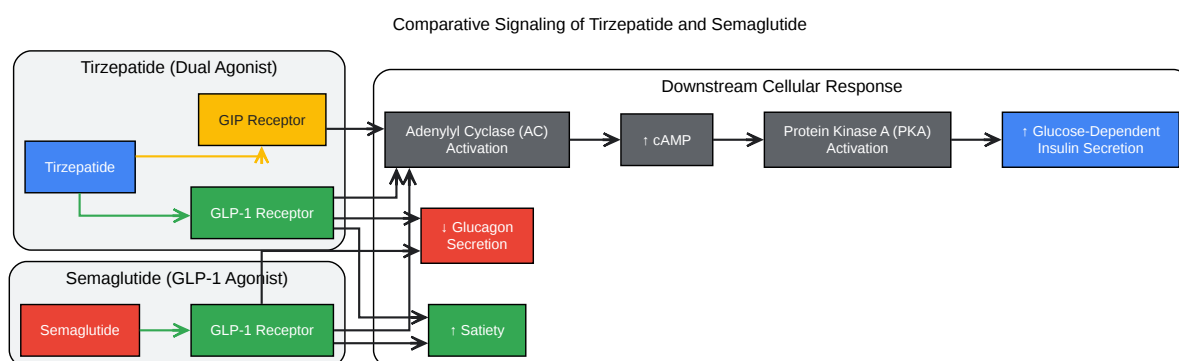 Comparative Signaling of Tirzepatide and Semaglutide
Tirzepatide (Dual Agonist)
Downstream Cellular Response
GIP Receptor
Adenylyl Cyclase (AC)
Activation
↑ cAMP
Protein Kinase A (PKA)
Activation
↑ Glucose-Dependent
Insulin Secretion
Tirzepatide
GLP-1 Receptor
↓ Glucagon
Secretion
Semaglutide (GLP-1 Agonist)
Semaglutide
GLP-1 Receptor
↑ Satiety